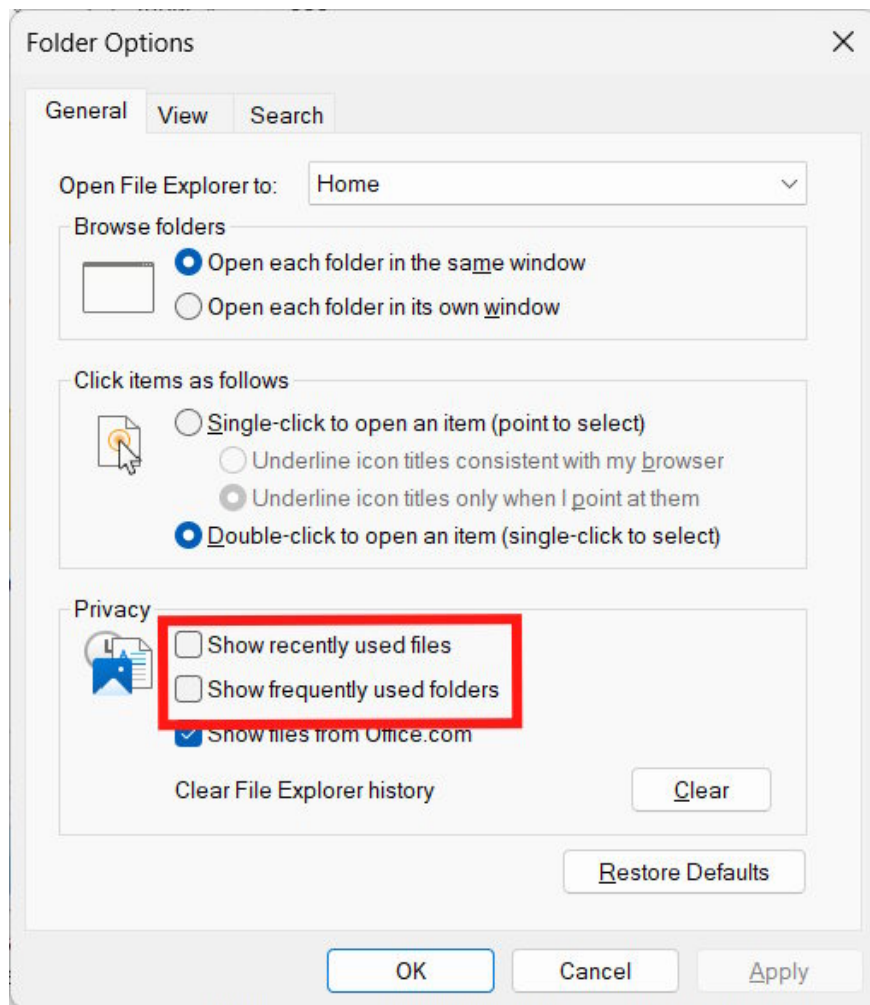 Folder Options
General View Search
Open File Explorer to: Home
Browse folders
Open each folder in the same window
Open each folder in its own window
Click items as follows
Single-click to open an item (point to select)
Underline icon titles consistent with my browser
Underline icon titles only when I point at them
Double-click to open an item (single-click to select)
Privacy
Show recently used files
Show frequently used folders
Show files from Office.com
Clear File Explorer history Clear
Restore Defaults
OK Cancel Apply